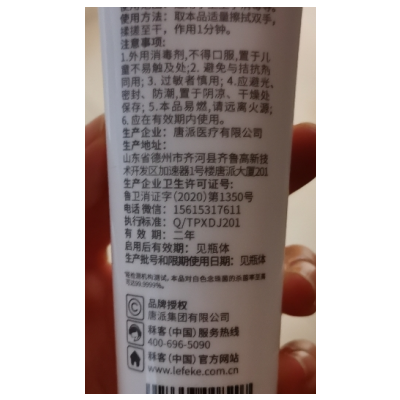 使用方法：取本品适量擦拭双手，
揉搓至干，作用1分钟。
注意事项：
1.外用消毒剂,不得口服,置于儿
童不易触及处;2. 避免与拮抗剂
同用; 3. 过敏者慎用; 4.应避光、
密封、防潮,置于阴凉、干燥处
保存; 5.本品易燃,请远离火源;
6.应在有效期内使用。
生产企业：唐派医疗有限公司
生产地址：
山东省德州市齐河县齐鲁高新技
术开发区加速器1号楼唐派大厦201
生产企业卫生许可证号：
鲁卫消证字(2020)第1350号
电话微信：15615317611
执行标准：Q/TPXDJ201
有 效 期：二年
启用后有效期：见瓶体
生产批号和限期使用日期：见瓶体
品牌授权
唐派集团有限公司
客(中国)服务热线
400-696-5090
客(中国)官方网站
www.lefeke.com.cn